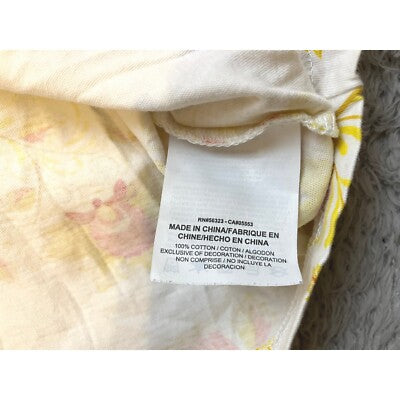 RN#56323 - CA#05553
MADE IN CHINA/FABRIQUE EN
CHINE/HECHO EN CHINA
100% COTTON / COTON / ALGODON
EXCLUSIVE OF DECORATION / DECORATION
NON COMPRISE / NO INCLUYE LA
DECORACION